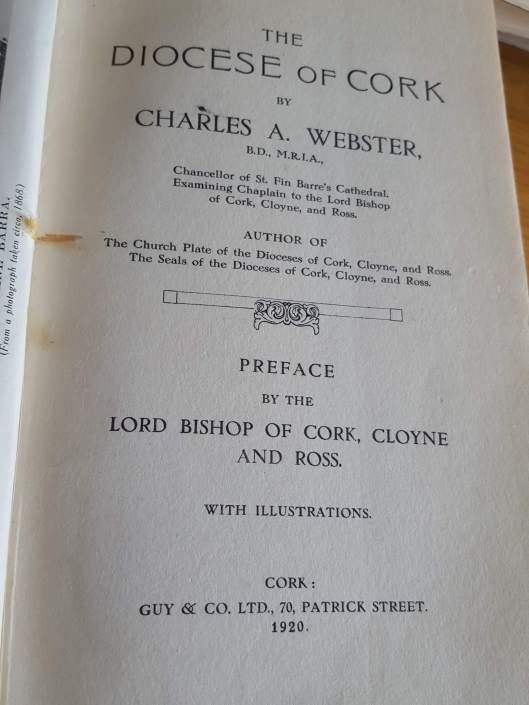 THE
DIOCESE OF CORK
BY
CHARLES A. WEBSTER,
B.D., M.R.I.A.,
Chancellor of St. Fin Barre's Cathedral.
Examining Chaplain to the Lord Bishop
of Cork, Cloyne, and Ross.
AUTHOR OF
The Church Plate of the Dioceses of Cork, Cloyne, and Ross.
The Seals of the Dioceses of Cork, Cloyne, and Ross.
PREFACE
BY THE
LORD BISHOP OF CORK, CLOYNE
AND ROSS.
WITH ILLUSTRATIONS.
CORK:
GUY & CO. LTD., 70, PATRICK STREET.
1920.
BARRA.
(From a photograph taken circa, 1868.)